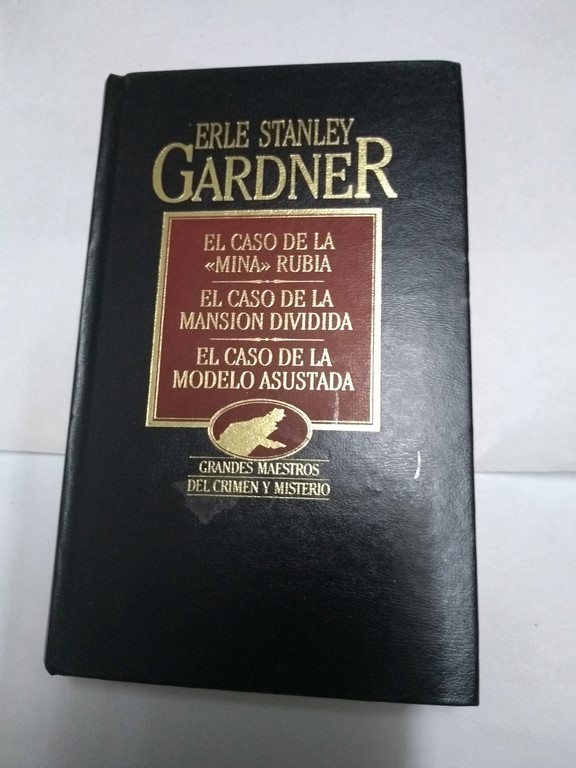 ERLE STANLEY
GARDNER
EL CASO DE LA
«MINA» RUBIA
EL CASO DE LA
MANSION DIVIDIDA
EL CASO DE LA
MODELO ASUSTADA
GRANDES MAESTROS
DEL CRIMEN Y MISTERIO